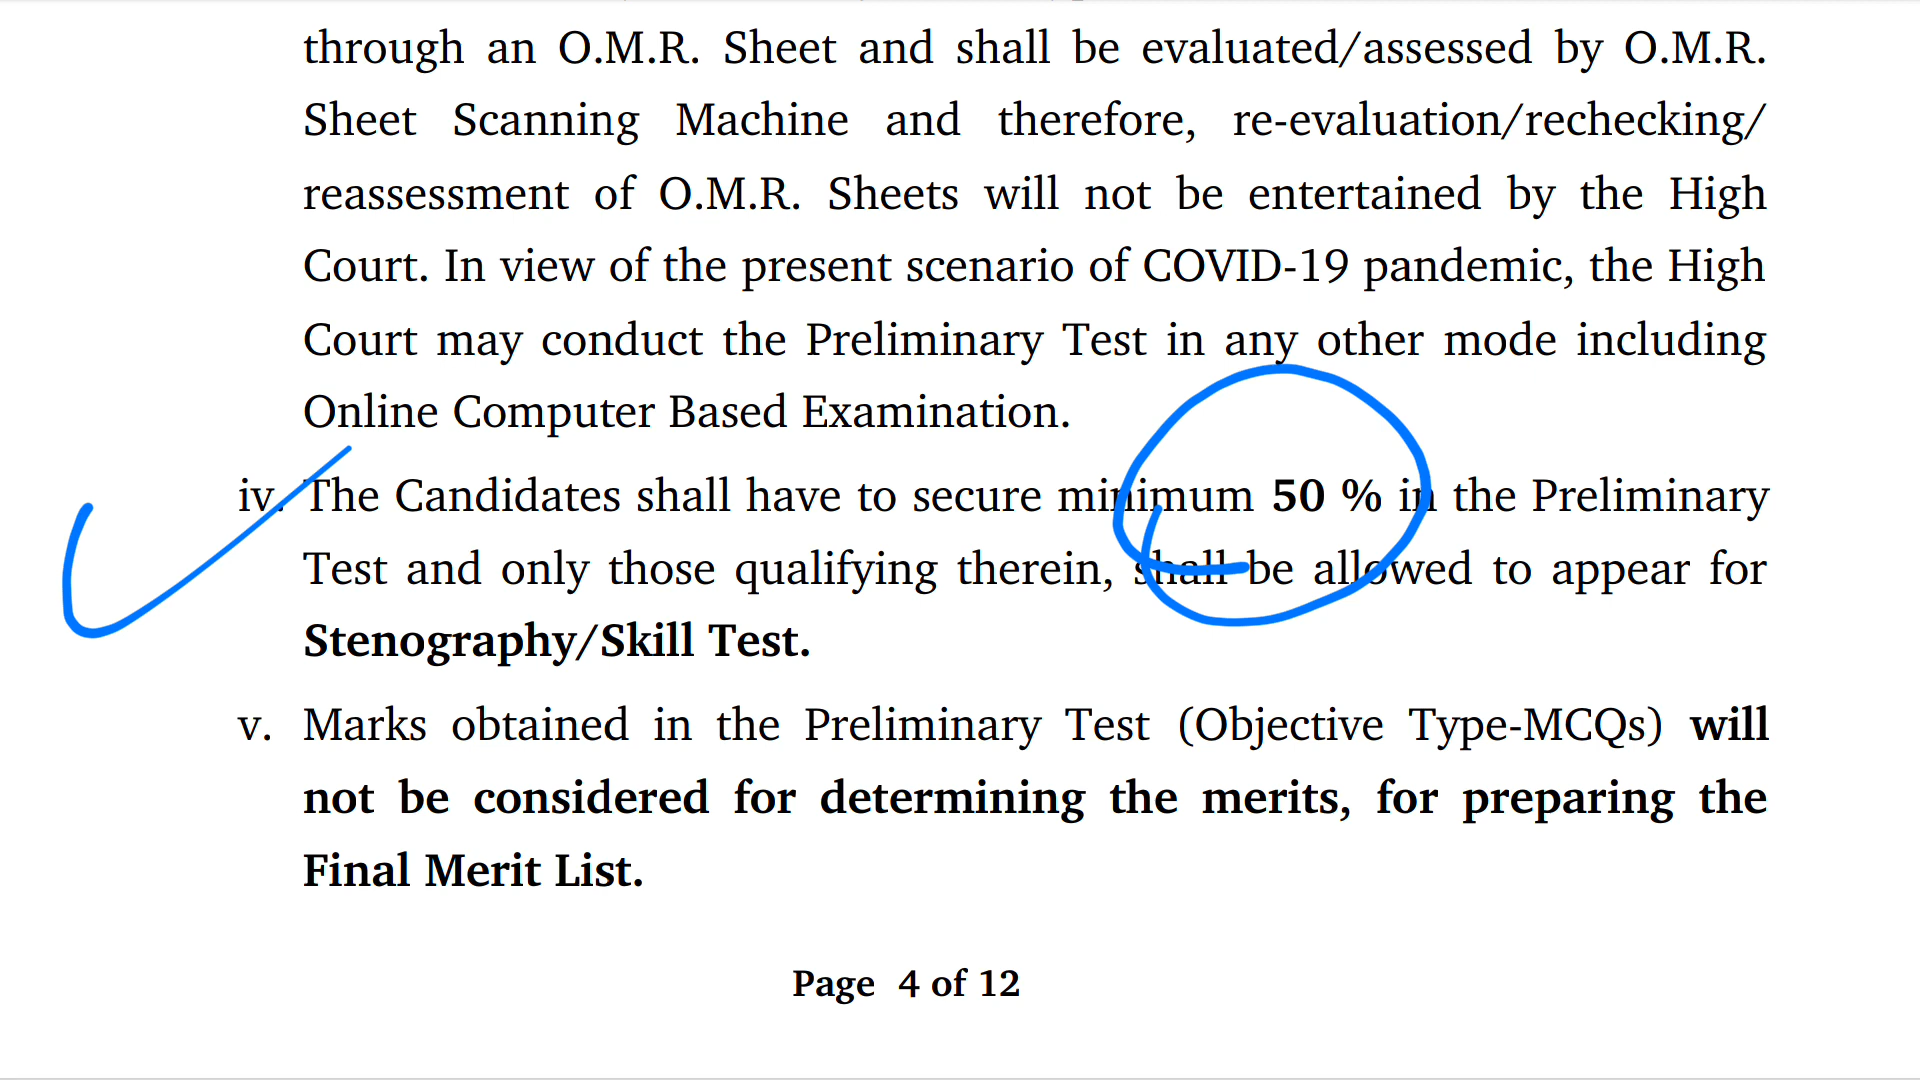 through an O.M.R. Sheet and shall be evaluated/assessed by O.M.R.
Sheet Scanning Machine and therefore, re-evaluation/rechecking/
reassessment of O.M.R. Sheets will not be entertained by the High
Court. In view of the present scenario of COVID-19 pandemic, the High
Court may conduct the Preliminary Test in any other mode including
Online Computer Based Examination.
iv. The Candidates shall have to secure minimum 50 % in the Preliminary
Test and only those qualifying therein, shall be allowed to appear for
Stenography/Skill Test.
v. Marks obtained in the Preliminary Test (Objective Type-MCQs) will
not be considered for determining the merits, for preparing the
Final Merit List.
Page 4 of 12